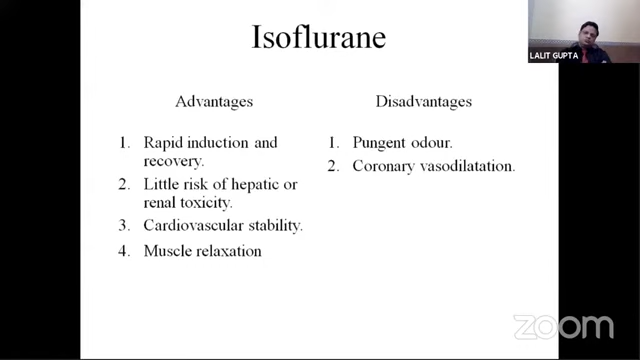 Isoflurane
LALIT GUPTA
Advantages
1. Rapid induction and
recovery.
2. Little risk of hepatic or
renal toxicity.
3. Cardiovascular stability.
4. Muscle relaxation
Disadvantages
1. Pungent odour.
2. Coronary vasodilatation.
zoom